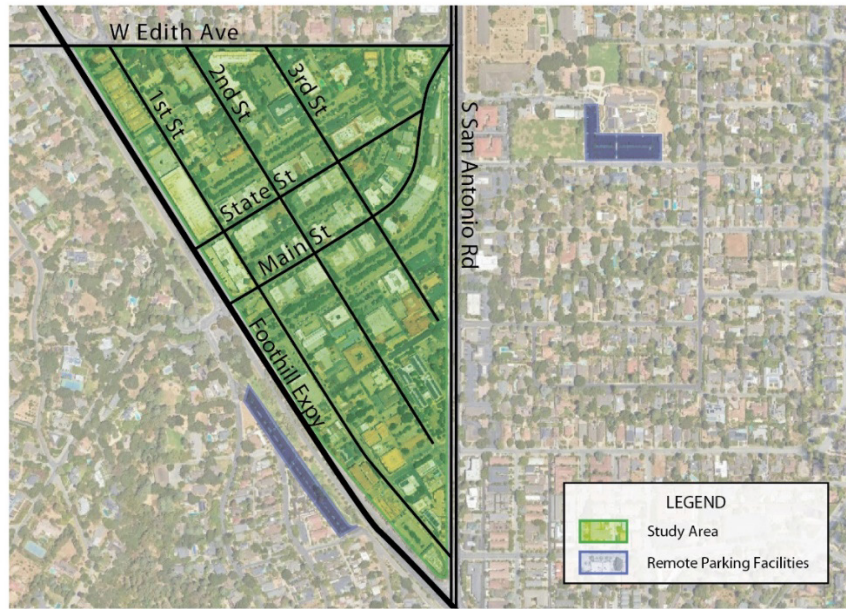 W Edith Ave
1st St
2nd St
3rd St
S San Antonio Rd
State St
Main St
Foothill Expy
LEGEND
Study Area
Remote Parking Facilities